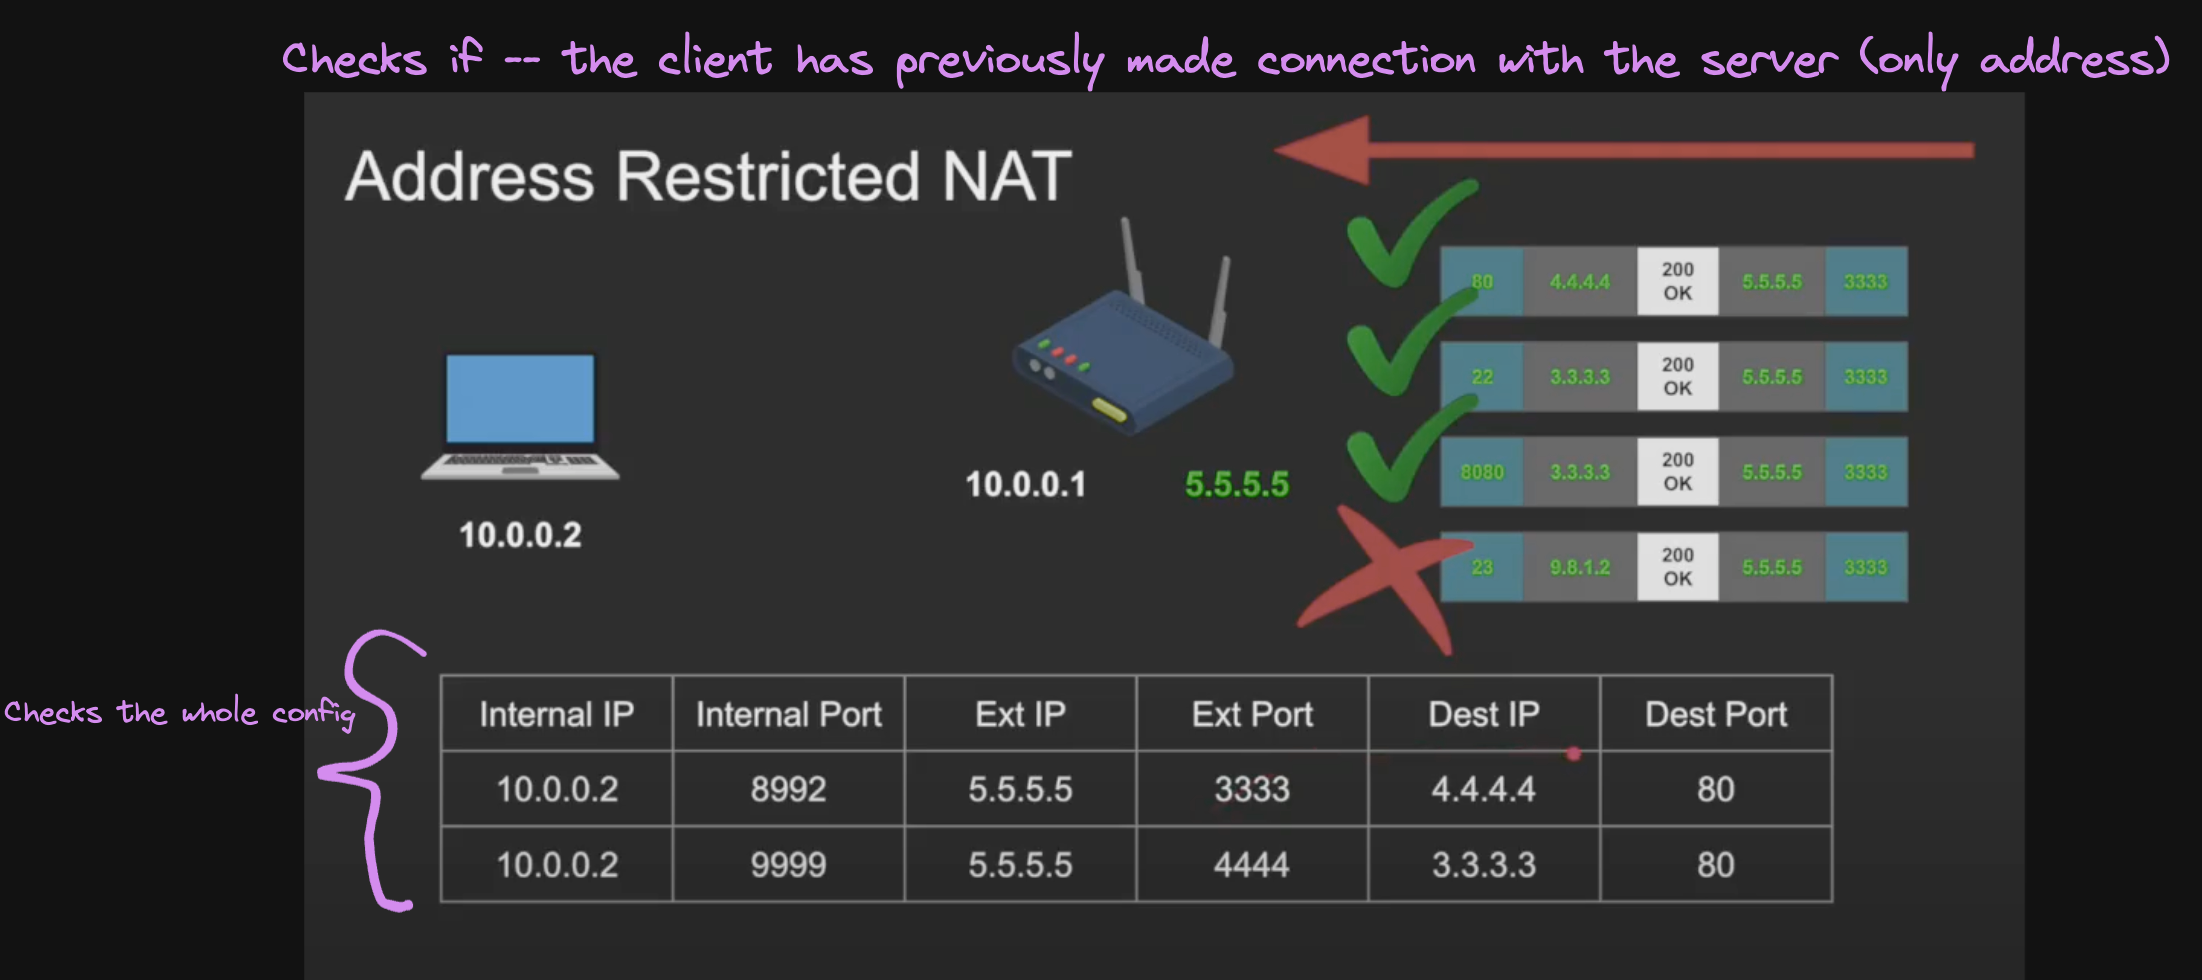 Checks if -- the client has previously made connection with the server (only address)
Address Restricted NAT
80 4.4.4.4 200 OK 5.5.5.5 3333
22 3.3.3.3 200 OK 5.5.5.5 3333
8080 3.3.3.3 200 OK 5.5.5.5 3333
23 9.8.1.2 200 OK 5.5.5.5 3333
10.0.0.1 5.5.5.5
10.0.0.2
Checks the whole config
Internal IP Internal Port Ext IP Ext Port Dest IP Dest Port
10.0.0.2 8992 5.5.5.5 3333 4.4.4.4 80
10.0.0.2 9999 5.5.5.5 4444 3.3.3.3 80